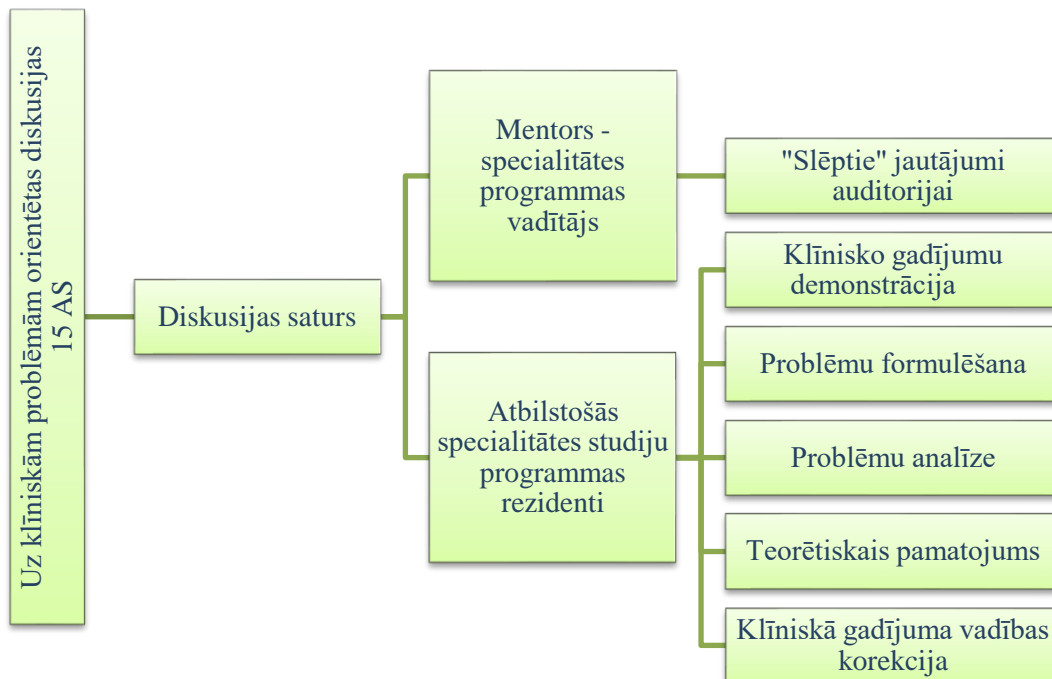 Uz klīniskām problēmām orientētas diskusijas
15 AS
Diskusijas saturs
Mentors -
specialitātes
programmas
vadītājs
"Slēptie" jautājumi
auditorijai
Atbilstošās
specialitātes studiju
programmas
rezidenti
Klīnisko gadījumu
demonstrācija
Problēmu formulēšana
Problēmu analīze
Teorētiskais pamatojums
Klīniskā gadījuma vadības
korekcija